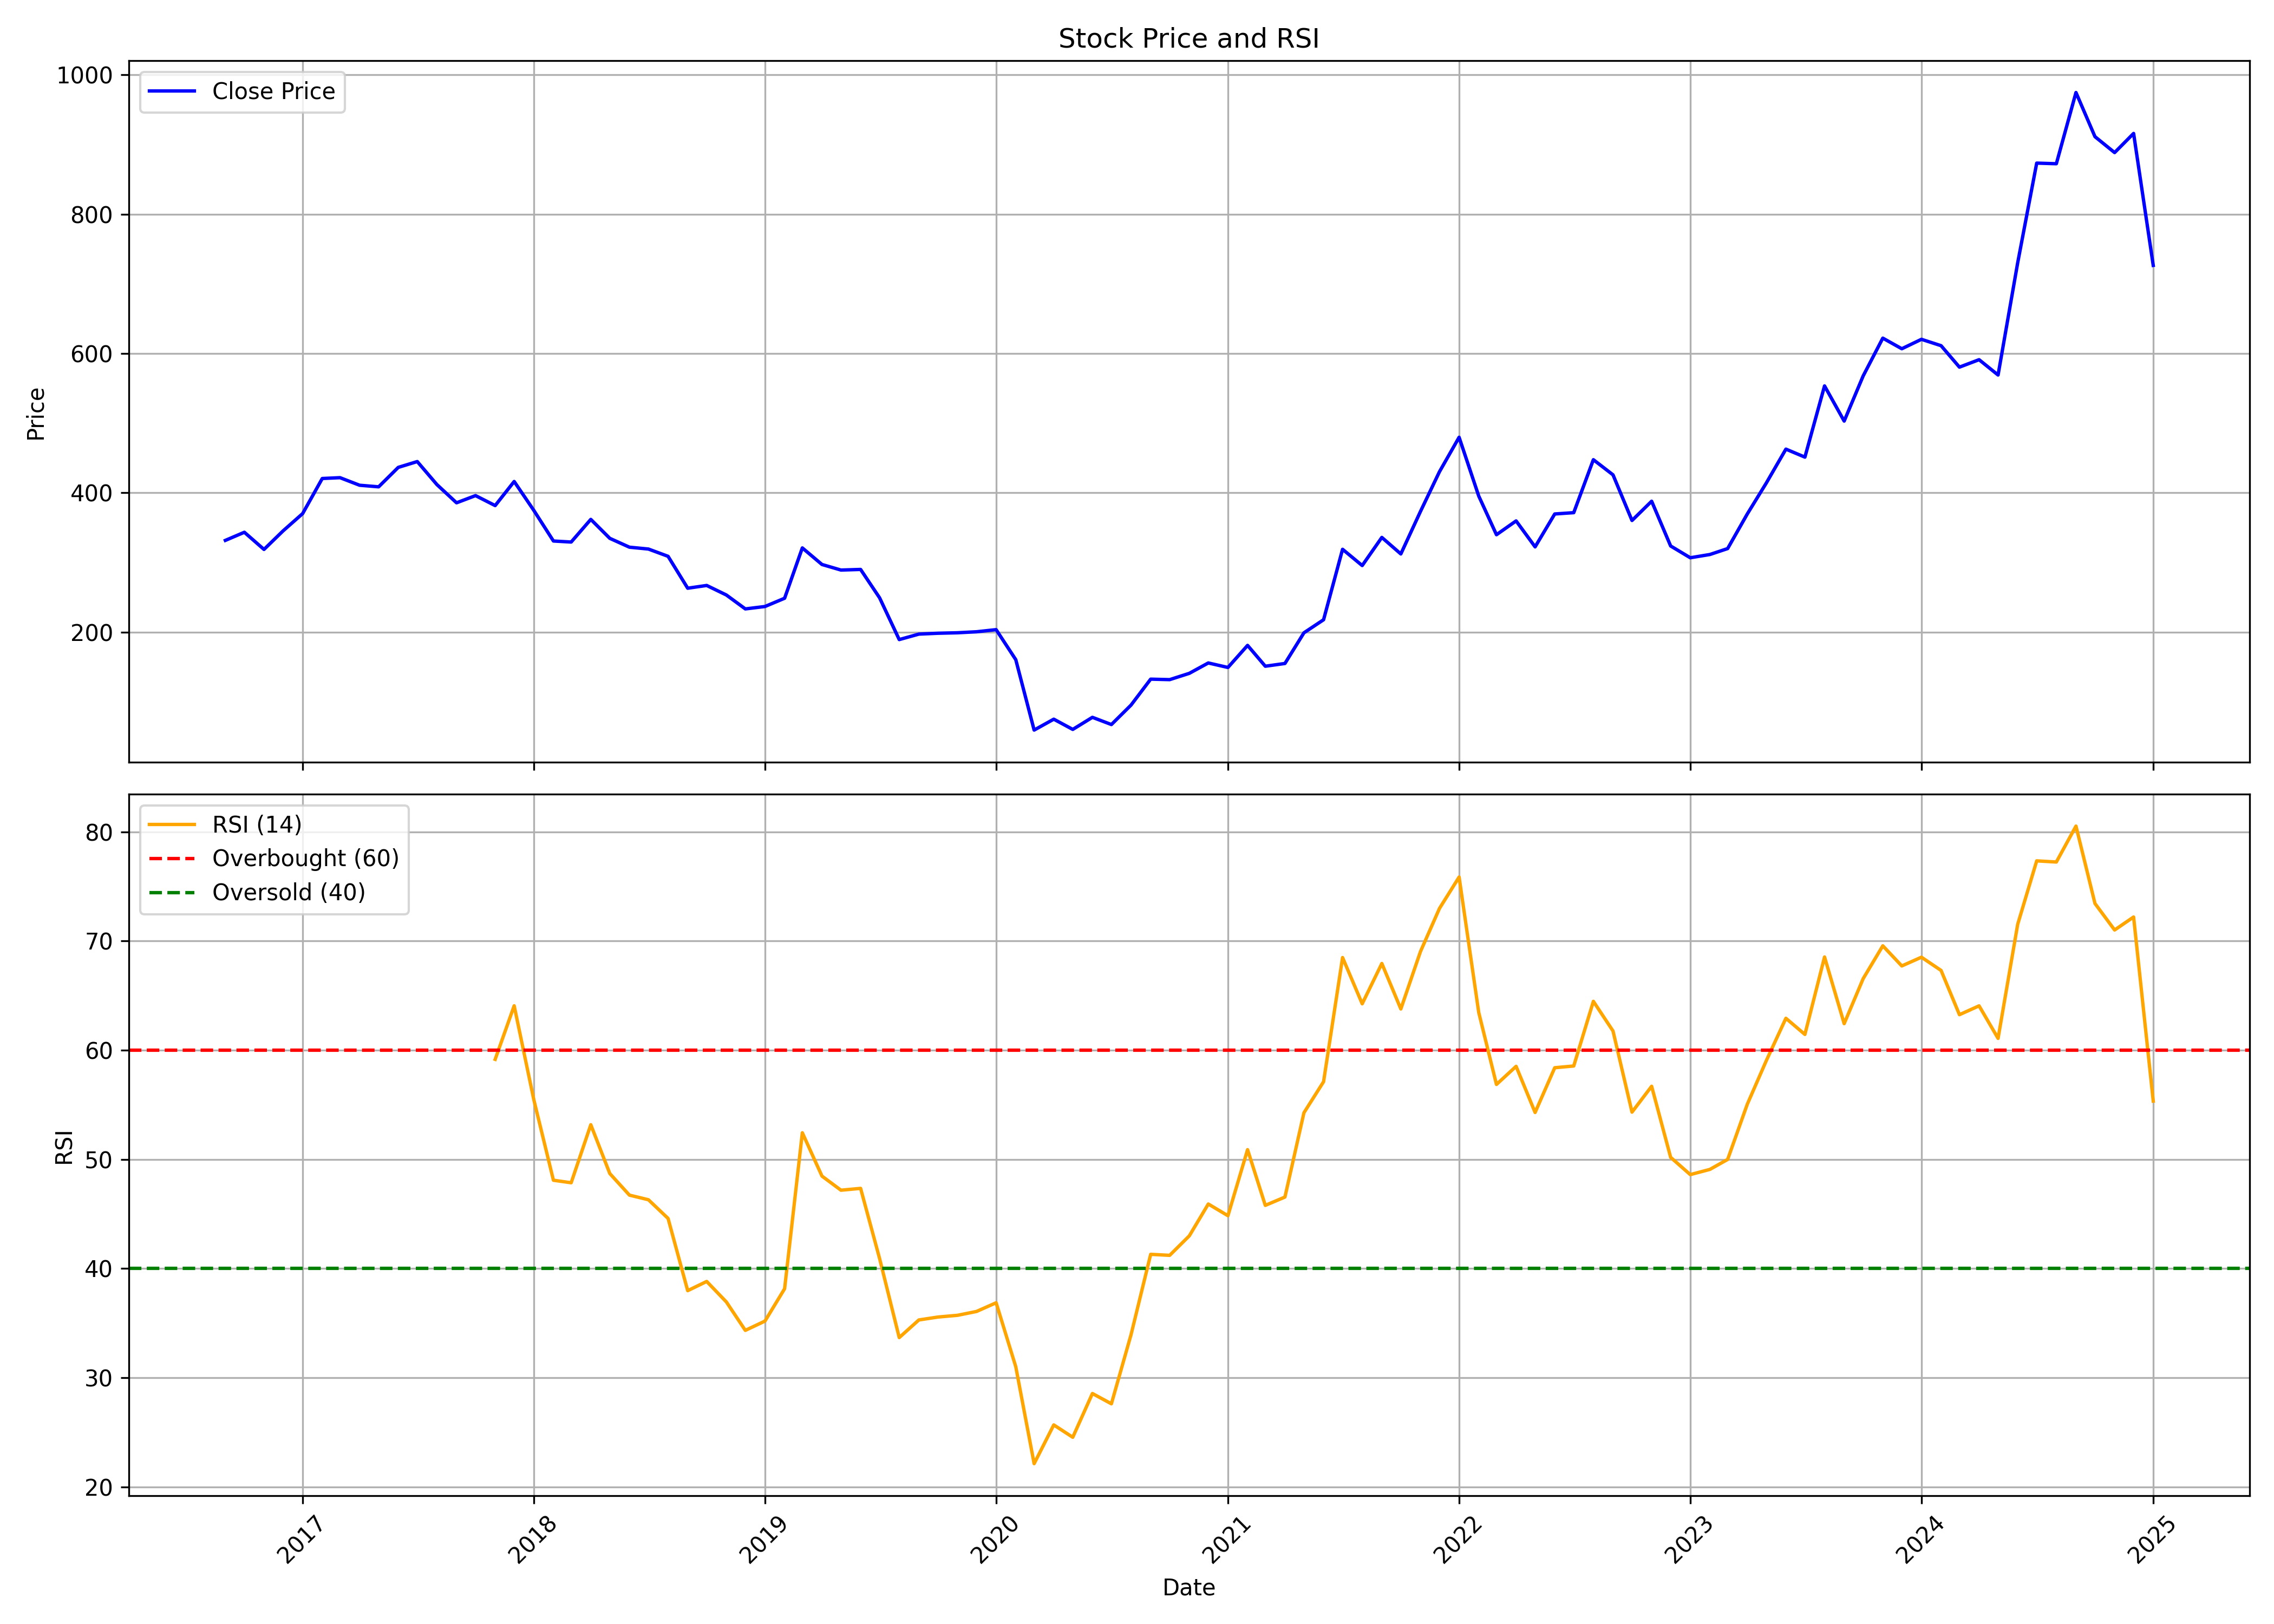 Stock Price and RSI
1000
800
600
400
200
Price
Close Price
80
70
60
50
40
30
20
RSI
RSI (14)
Overbought (60)
Oversold (40)
2017
2018
2019
2020
2021
2022
2023
2024
2025
Date